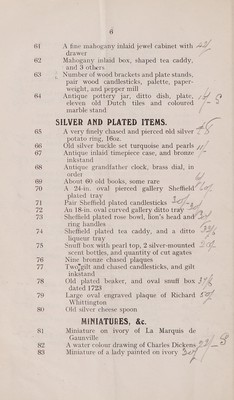 6
61 A fine mahogany inlaid jewel cabinet with
drawer
62 Mahogany inlaid box, shaped tea caddy,
and 3 others
63 Number of wood brackets and plate stands,
pair wood candlesticks, palette, paper-
weight, and pepper mill
64 Antique pottery jar, ditto dish, plate,
eleven old Dutch tiles and coloured
marble stand
SILVER AND PLATED ITEMS.
65 A very finely chased and pierced old silver
potato ring, 16oz.
66 Old silver buckle set turquoise and pearls
67 Antique inlaid timepiece case, and bronze
inkstand
68 Antique grandfather clock, brass dial, in
order
69 About 60 old books, some rare
70 A 24-in. oval pierced gallery Sheffield
plated tray
71 Pair Sheffield plated candlesticks
72 An 18-in. oval carved gallery ditto tray
73 Sheffield plated rose bowl, lion's head and
ring handles
74 Sheffield plated tea caddy, and a ditto
liqueur tray
75 Snuff box with pearl top, 2 silver-mounted
scent bottles, and quantity of cut agates
76 Nine bronze chased plaques
77 Two gilt and chased candlesticks, and gilt
inkstand
78 Old plated beaker, and oval snuff box
dated 1723
79 Large oval engraved plaque of Richard
Whittington
80 Old silver cheese spoon
MINIATURES, &c.
81 Miniature on ivory of La Marquis de
Gauuville
82 A water colour drawing of Charles Dickens
83 Miniature of a lady painted on ivory